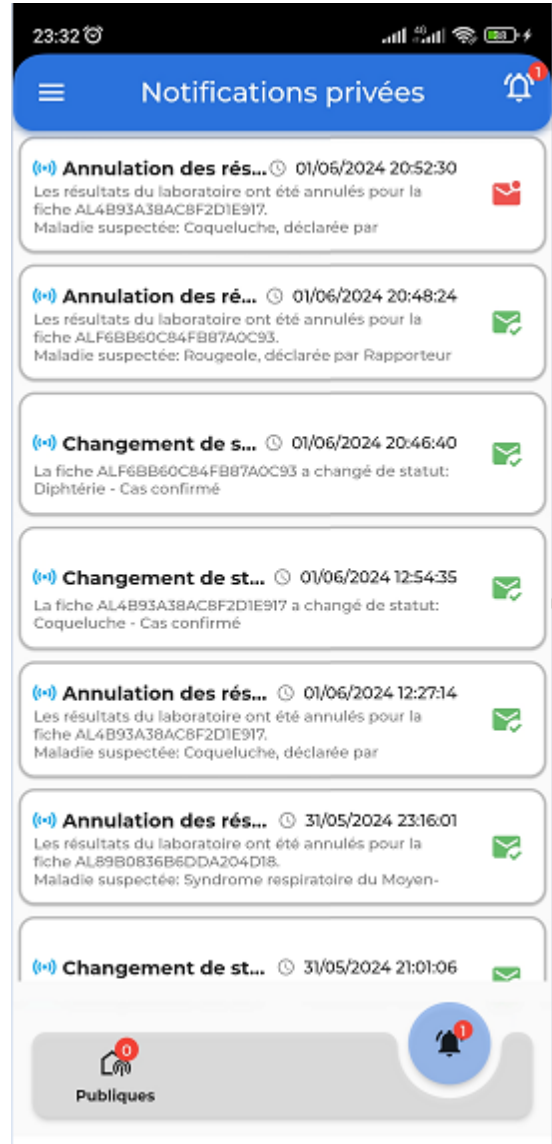 23:32
Notifications privées
1
Annulation des rés... 01/06/2024 20:52:30
Les résultats du laboratoire ont été annulés pour la
fiche AL4B93A38AC8F2D1E917.
Maladie suspectée: Coqueluche, déclarée par
Annulation des ré... 01/06/2024 20:48:24
Les résultats du laboratoire ont été annulés pour la
fiche ALF6BB60C84FB87A0C93.
Maladie suspectée: Rougeole, déclarée par Rapporteur
Changement de s... 01/06/2024 20:46:40
La fiche ALF6BB60C84FB87A0C93 a changé de statut:
Diphtérie - Cas confirmé
Changement de st... 01/06/2024 12:54:35
La fiche AL4B93A38AC8F2D1E917 a changé de statut:
Coqueluche - Cas confirmé
Annulation des rés... 01/06/2024 12:27:14
Les résultats du laboratoire ont été annulés pour la
fiche AL4B93A38AC8F2D1E917.
Maladie suspectée: Coqueluche, déclarée par
Annulation des rés... 31/05/2024 23:16:01
Les résultats du laboratoire ont été annulés pour la
fiche AL89B0836B6DDA204D18.
Maladie suspectée: Syndrome respiratoire du Moyen-
Changement de st... 31/05/2024 21:01:06
0
1
Publiques